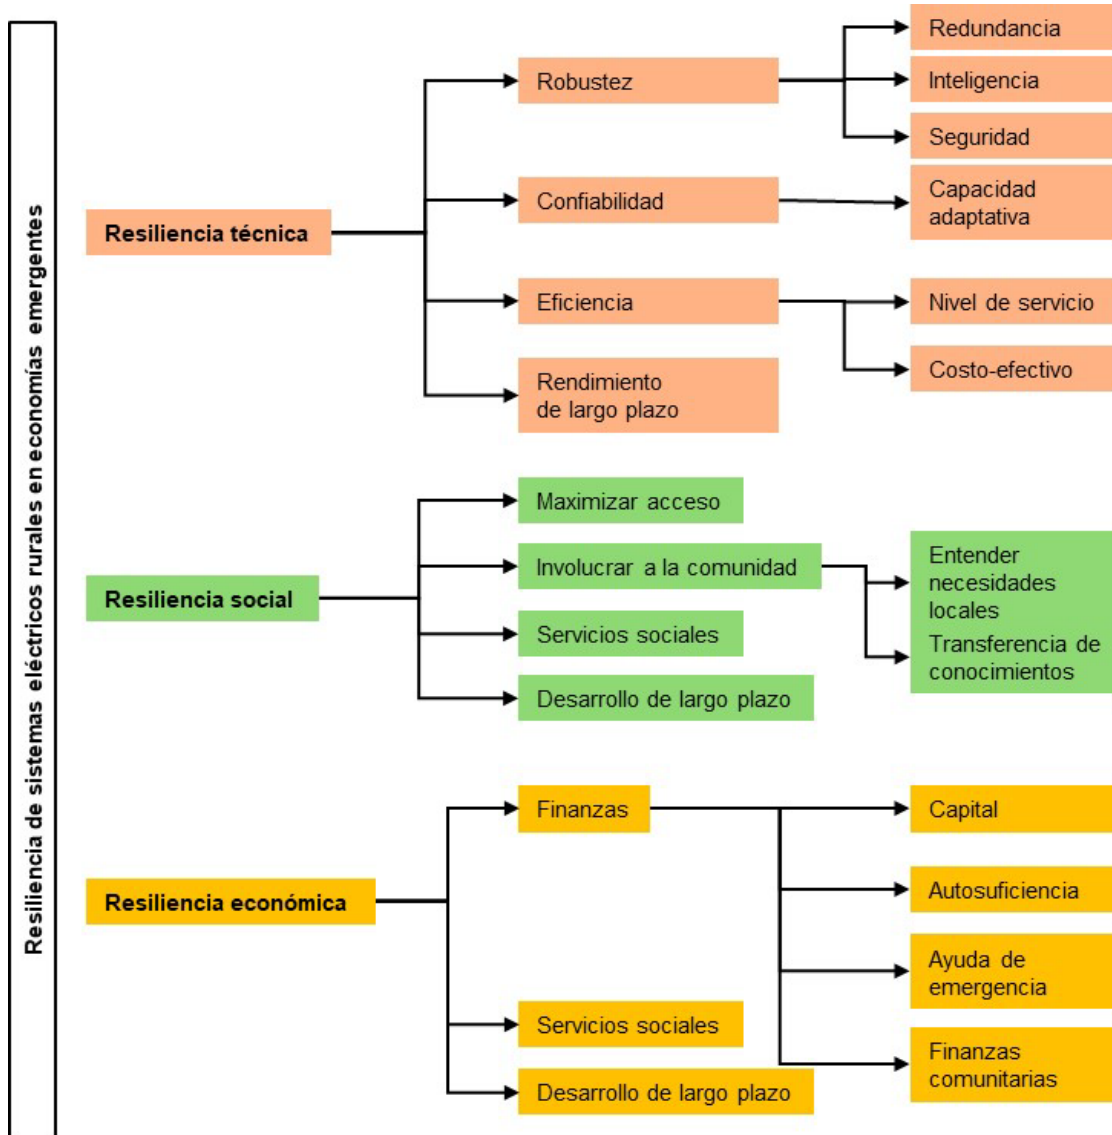 Resiliencia de sistemas eléctricos rurales en economías emergentes
Resiliencia técnica
Robustez
Redundancia
Inteligencia
Seguridad
Confiabilidad
Capacidad
adaptativa
Eficiencia
Nivel de servicio
Costo-efectivo
Rendimiento
de largo plazo
Resiliencia social
Maximizar acceso
Involucrar a la comunidad
Entender
necesidades
locales
Transferencia de
conocimientos
Servicios sociales
Desarrollo de largo plazo
Resiliencia económica
Finanzas
Capital
Autosuficiencia
Ayuda de
emergencia
Finanzas
comunitarias
Servicios sociales
Desarrollo de largo plazo